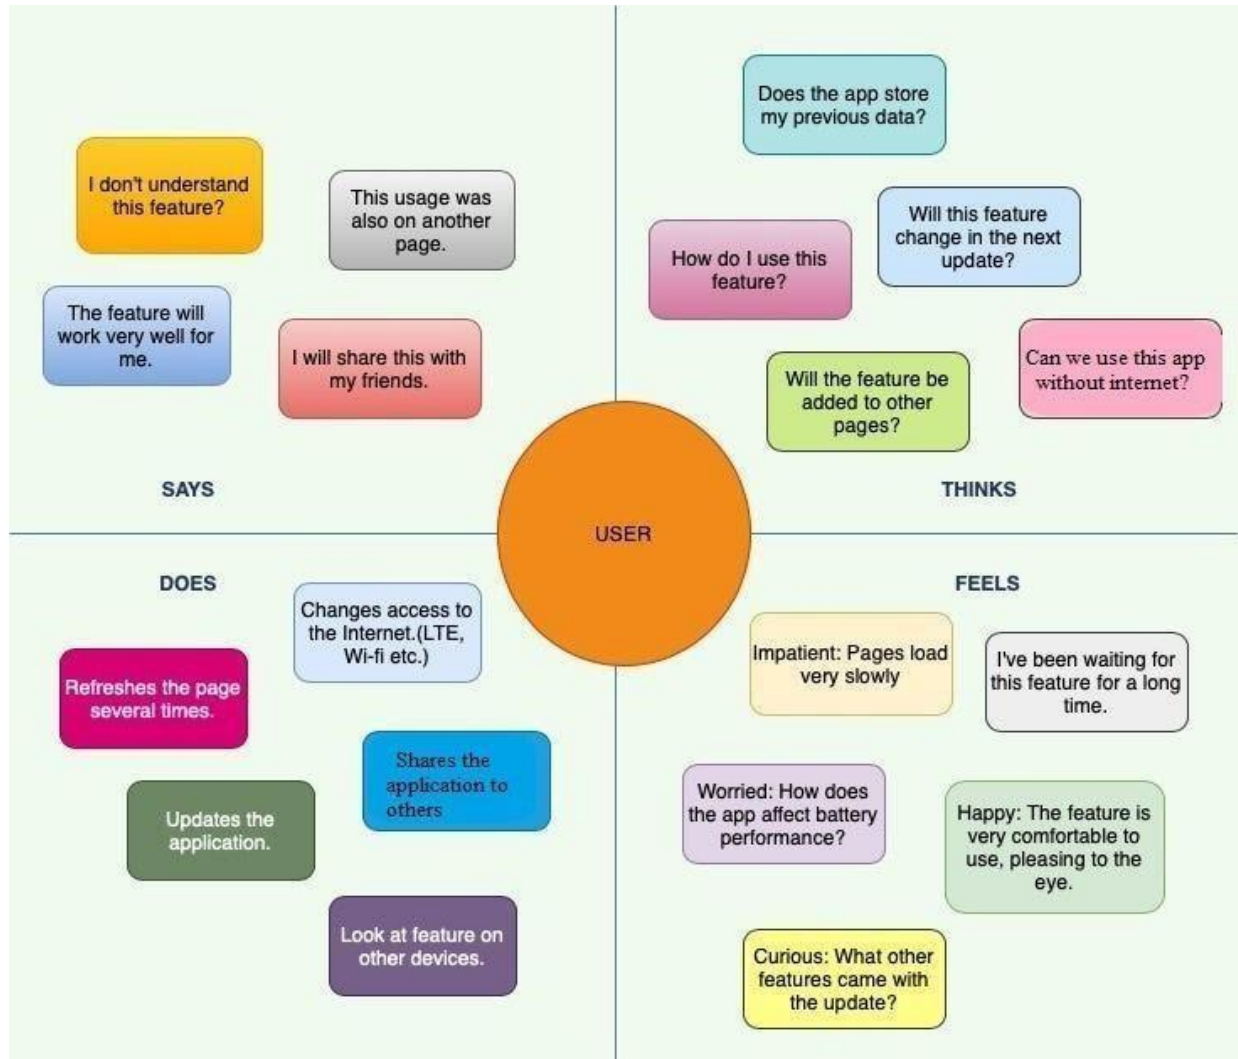 I don't understand
this feature?
This usage was
also on another
page.
The feature will
work very well for
me.
I will share this with
my friends.
SAYS
Does the app store
my previous data?
Will this feature
change in the next
update?
How do I use this
feature?
Can we use this app
without internet?
Will the feature be
added to other
pages?
THINKS
USER
DOES
Changes access to
the Internet.(LTE,
Wi-fi etc.)
Refreshes the page
several times.
Shares the
application to
others
Updates the
application.
Look at feature on
other devices.
FEELS
Impatient: Pages load
very slowly
I've been waiting for
this feature for a long
time.
Worried: How does
the app affect battery
performance?
Happy: The feature is
very comfortable to
use, pleasing to the
eye.
Curious: What other
features came with
the update?